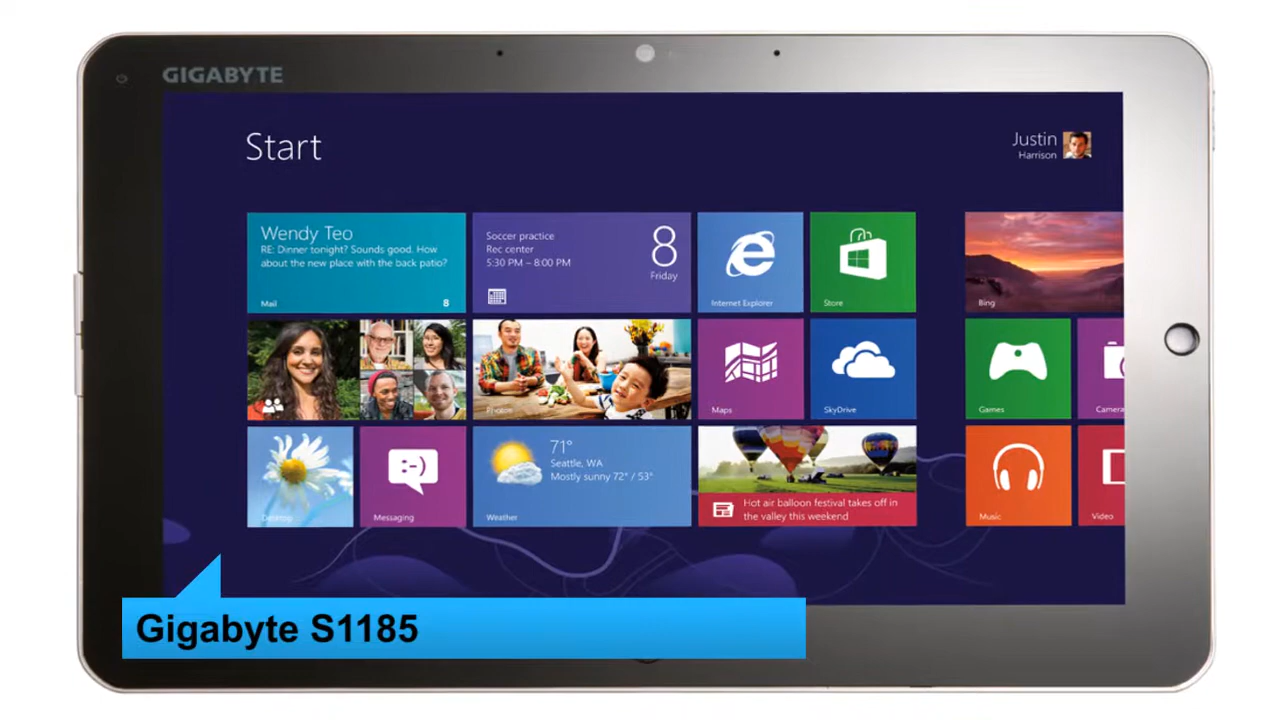 GIGABYTE
Start
Justin
Harrison
Wendy Teo
RE: Dinner tonight? Sounds good. How
about the new place with the back patio?
Mail
8
Soccer practice
Rec center
5:30 PM – 8:00 PM
8
Friday
Internet Explorer
Store
Bing
Photos
Maps
SkyDrive
Games
Camera
Desktop
:-)
Messaging
71°
Seattle, WA
Mostly sunny 72° / 53°
Weather
Hot air balloon festival takes off in
the valley this weekend
Music
Video
Gigabyte S1185